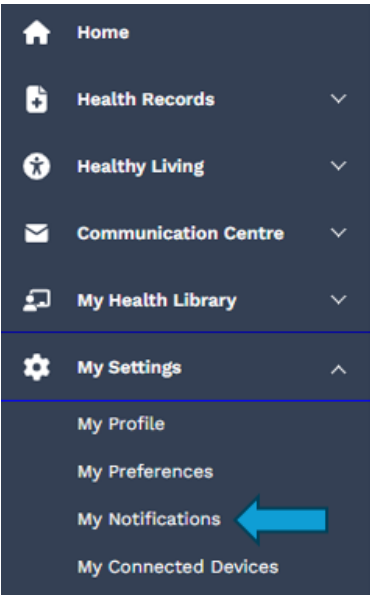 Home
Health Records
Healthy Living
Communication Centre
My Health Library
My Settings
My Profile
My Preferences
My Notifications
My Connected Devices